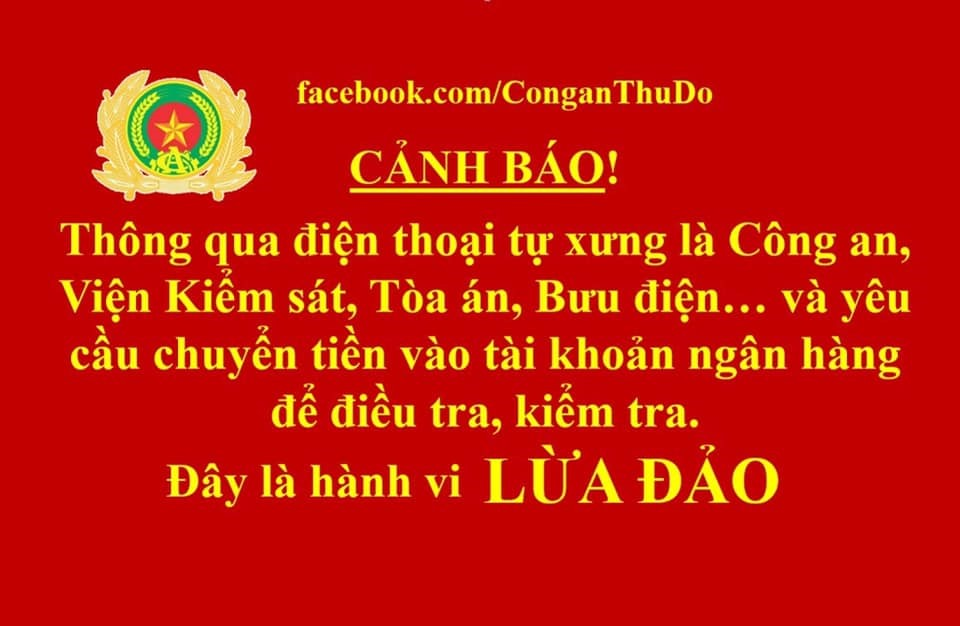 facebook.com/ConganThuDo
CẢNH BÁO!
Thông qua điện thoại tự xưng là Công an,
Viện Kiểm sát, Tòa án, Bưu điện... và yêu
cầu chuyển tiền vào tài khoản ngân hàng
để điều tra, kiểm tra.
Đây là hành vi LỪA ĐẢO